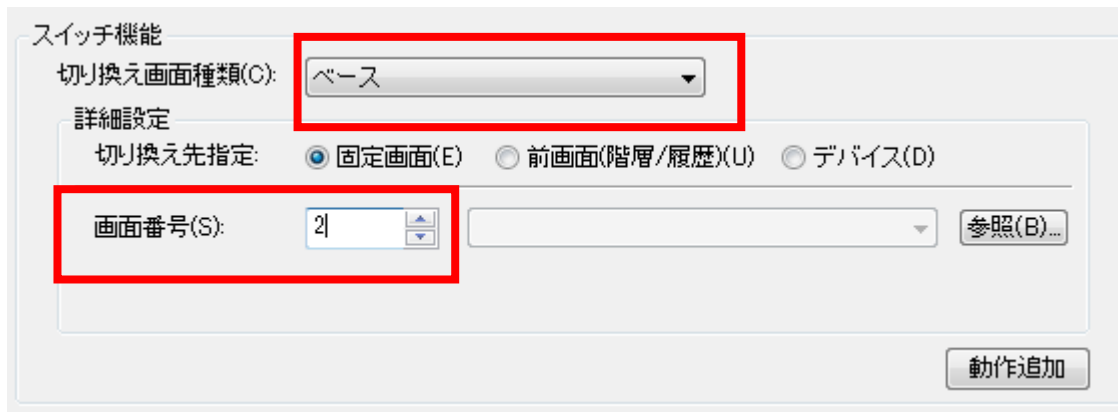 スイッチ機能
切り換え画面種類(C): ベース
詳細設定
切り換え先指定: 固定画面(E) 前画面(階層/履歴)(U) デバイス(D)
画面番号(S): 2 参照(B)...
動作追加